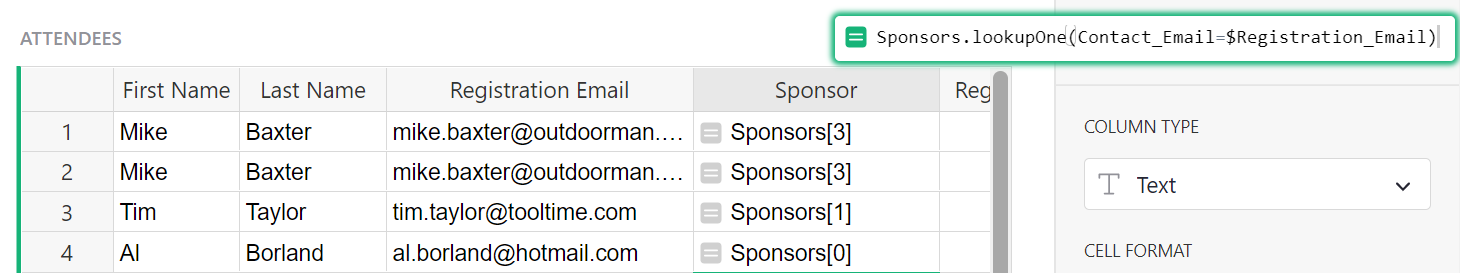 ATTENDEES
Sponsors.lookupOne(Contact_Email=$Registration_Email)
First Name Last Name Registration Email Sponsor Reg
1 Mike Baxter mike.baxter@outdoorman.… Sponsors[3]
2 Mike Baxter mike.baxter@outdoorman.… Sponsors[3]
3 Tim Taylor tim.taylor@tooltime.com Sponsors[1]
4 Al Borland al.borland@hotmail.com Sponsors[0]
COLUMN TYPE
Text
CELL FORMAT